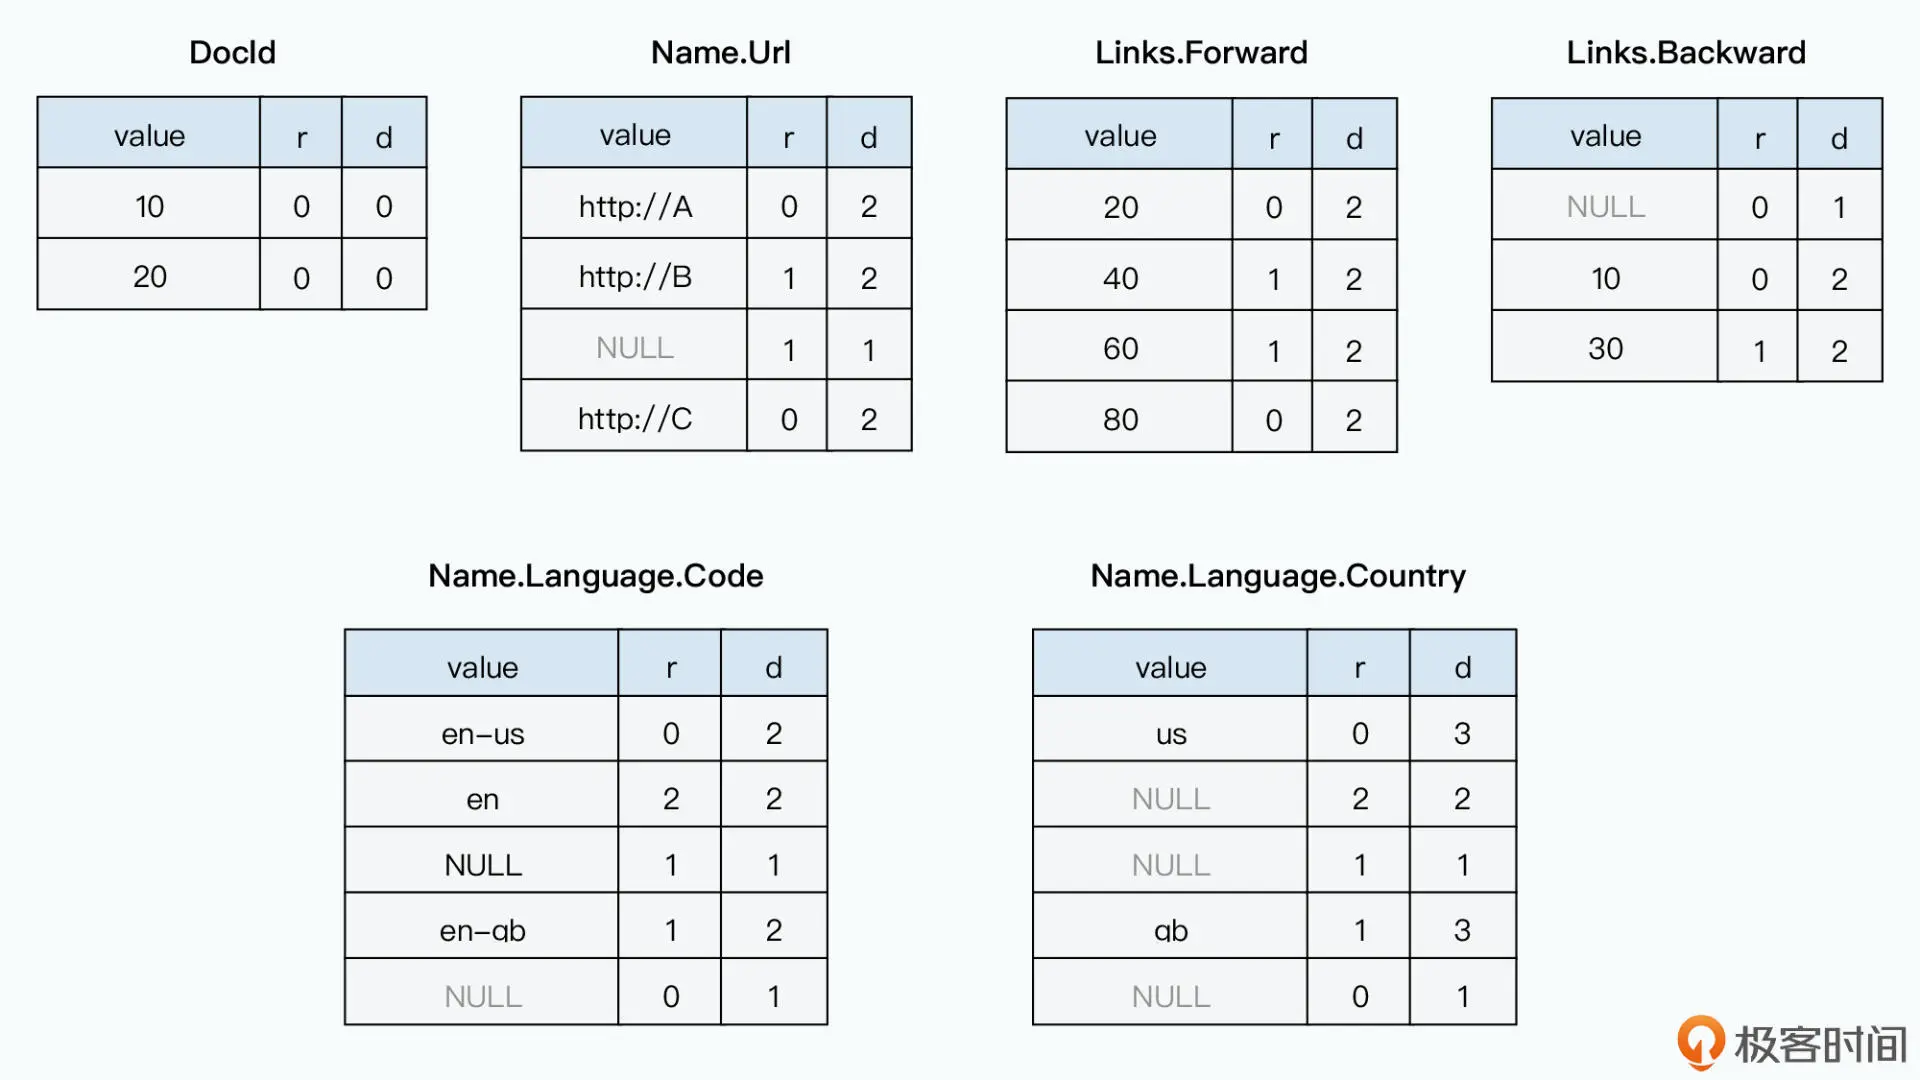 DocId
value r d
10 0 0
20 0 0
Name.Url
value r d
http://A 0 2
http://B 1 2
NULL 1 1
http://C 0 2
Links.Forward
value r d
20 0 2
40 1 2
60 1 2
80 0 2
Links.Backward
value r d
NULL 0 1
10 0 2
30 1 2
Name.Language.Code
value r d
en-us 0 2
en 2 2
NULL 1 1
en-gb 1 2
NULL 0 1
Name.Language.Country
value r d
us 0 3
NULL 2 2
NULL 1 1
gb 1 3
NULL 0 1
极客时间